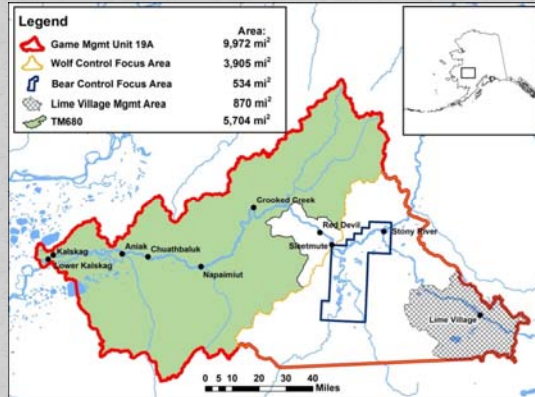 Legend
Area:
Game Mgmt Unit 19A 9,972 mi²
Wolf Control Focus Area 3,905 mi²
Bear Control Focus Area 534 mi²
Lime Village Mgmt Area 870 mi²
TM680 5,704 mi²
Grooked Greek
Red Devil
Sleetmute
Stony River
Kalskag
Aniak
Chuathbaluk
Lower Kalskag
Napaimiut
Lime Village
0 5 10 20 30 40
Miles